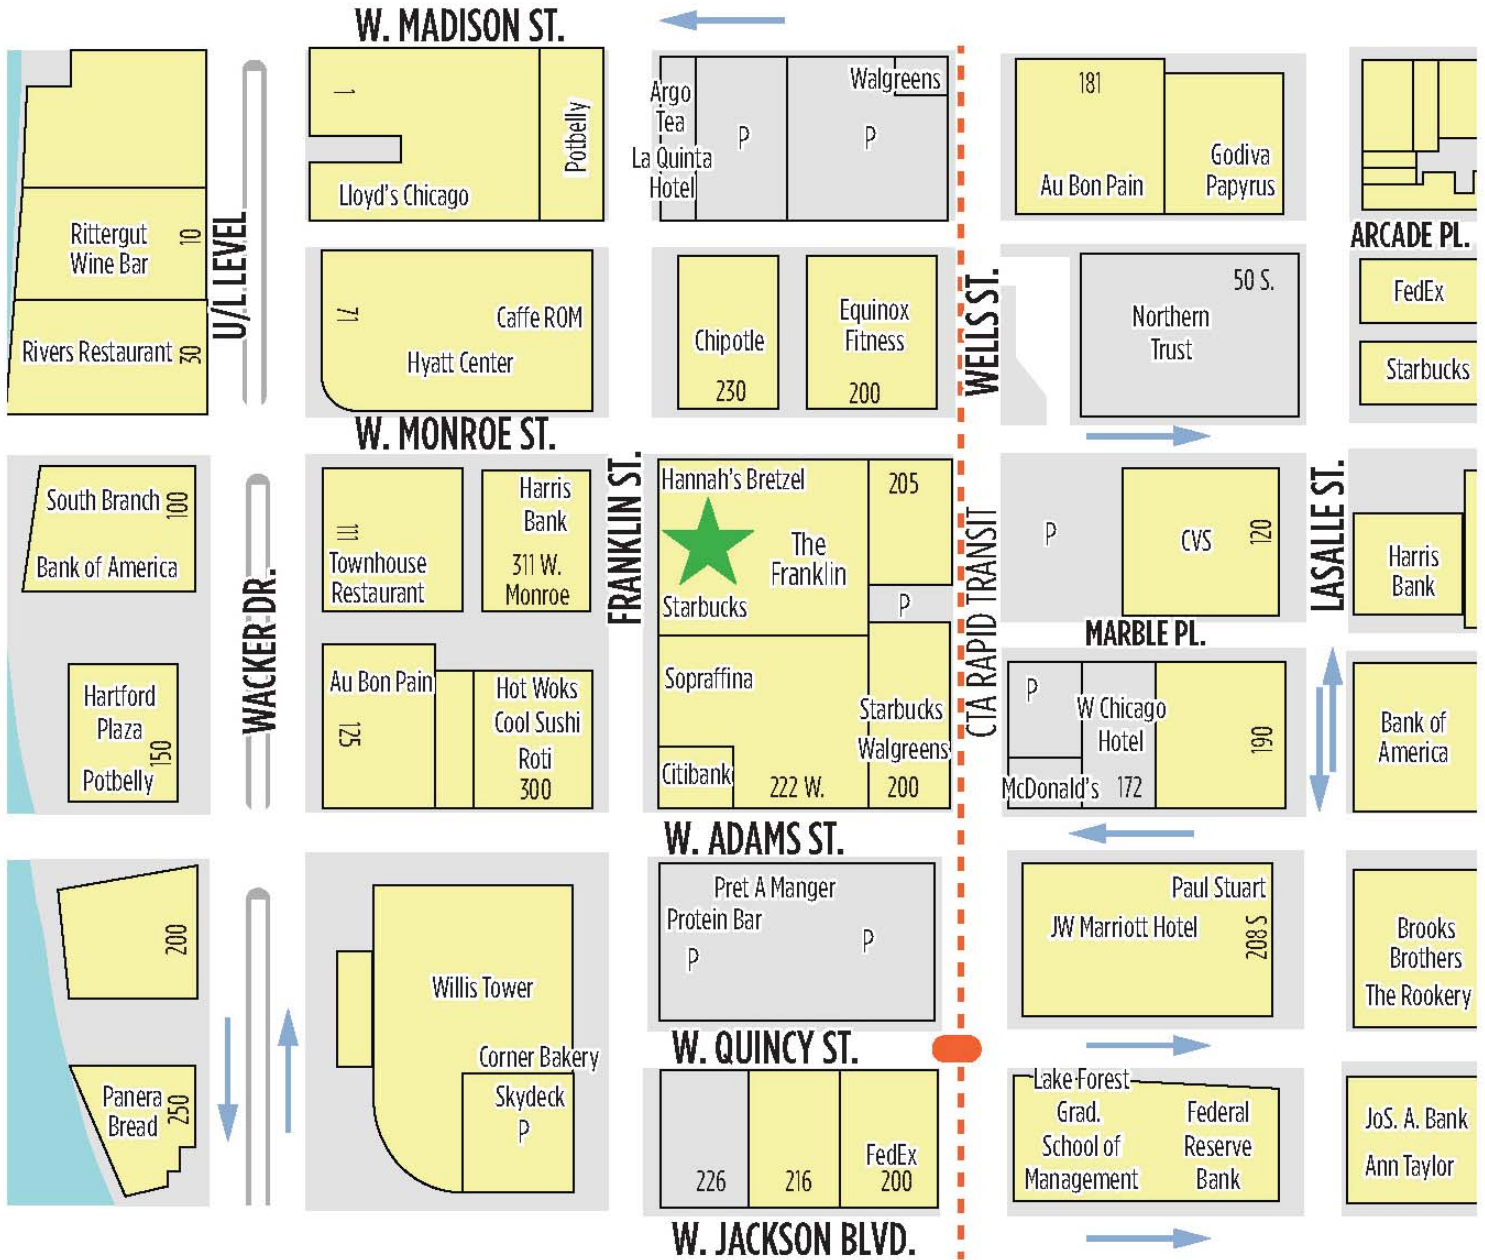 W. MADISON ST.
1
Lloyd's Chicago
Potbelly
Argo
Tea
La Quinta
Hotel
P
P
Walgreens
181
Au Bon Pain
Godiva
Papyrus
ARCADE PL.
Rittergut
Wine Bar
10
Rivers Restaurant
30
U/L LEVEL
71
Caffe ROM
Hyatt Center
Chipotle
230
Equinox
Fitness
200
WELLS ST.
50 S.
Northern
Trust
FedEx
Starbucks
W. MONROE ST.
South Branch
100
Bank of America
WACKER DR.
111
Townhouse
Restaurant
Harris
Bank
311 W.
Monroe
FRANKLIN ST.
Hannah's Bretzel
The
Franklin
Starbucks
205
P
CTA RAPID TRANSIT
P
CVS
120
LASALLE ST.
Harris
Bank
MARBLE PL.
Hartford
Plaza
150
Potbelly
Au Bon Pain
125
Hot Woks
Cool Sushi
Roti
300
Sopraffina
Citibank
222 W.
Starbucks
Walgreens
200
P
W Chicago
Hotel
McDonald's
172
190
Bank of
America
W. ADAMS ST.
200
Willis Tower
Corner Bakery
Skydeck
P
Pret A Manger
Protein Bar
P
P
Paul Stuart
JW Marriott Hotel
208 S
Brooks
Brothers
The Rookery
W. QUINCY ST.
Panera
Bread
250
226
216
FedEx
200
Lake Forest
Grad.
School of
Management
Federal
Reserve
Bank
JoS. A. Bank
Ann Taylor
W. JACKSON BLVD.